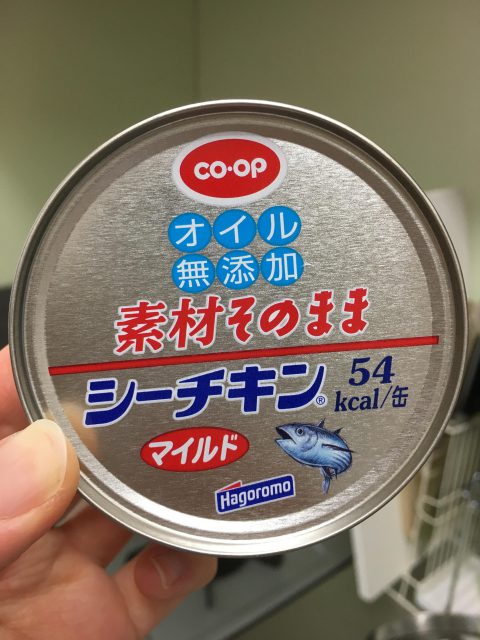 CO·OP
オイル
無添加
素材そのまま
シーチキン®
54
kcal/缶
マイルド
Hagoromo